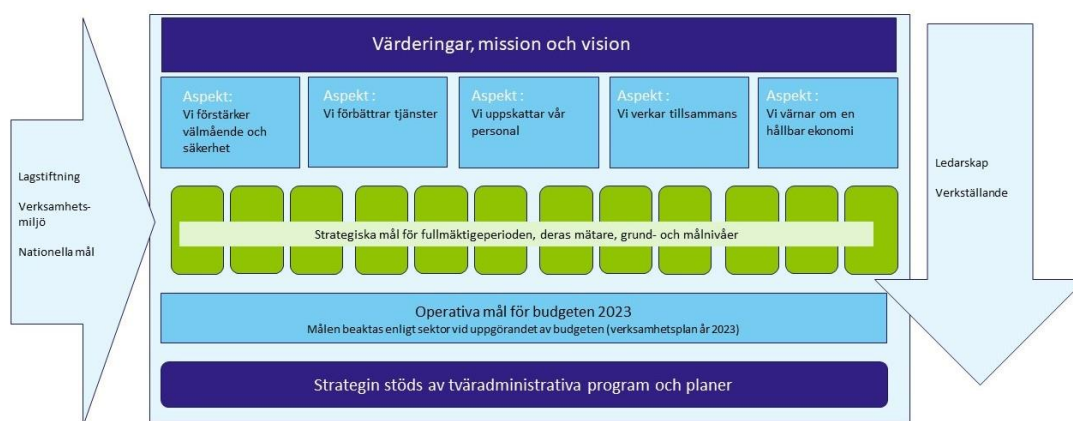 Värderingar, mission och vision
Aspekt:
Vi förstärker
välmående och
säkerhet
Aspekt :
Vi förbättrar tjänster
Aspekt :
Vi uppskattar vår
personal
Aspekt :
Vi verkar tillsammans
Aspekt :
Vi värnar om en
hållbar ekonomi
Lagstiftning
Verksamhets-
miljö
Nationella mål
Ledarskap
Verkställande
Strategiska mål för fullmäktigeperioden, deras mätare, grund- och målnivåer
Operativa mål för budgeten 2023
Målen beaktas enligt sektor vid uppgörandet av budgeten (verksamhetsplan år 2023)
Strategin stöds av tväradministrativa program och planer